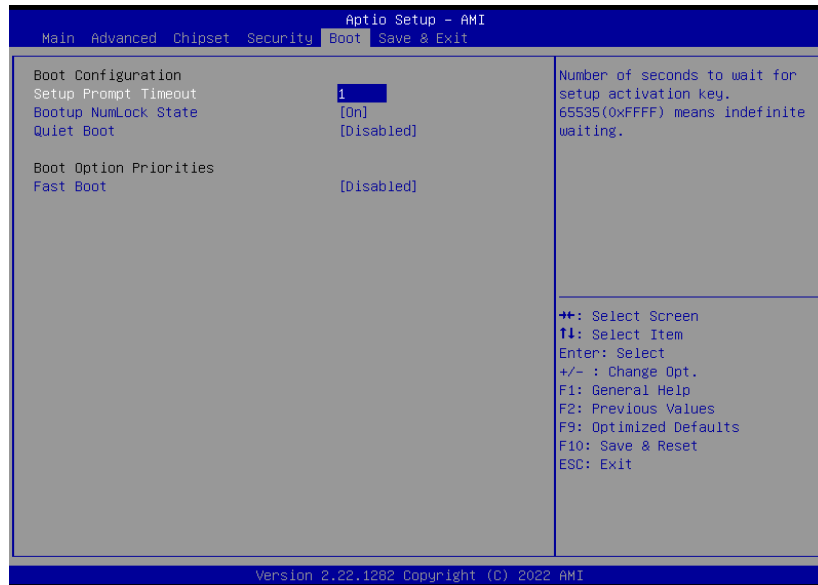 Aptio Setup – AMI
Main Advanced Chipset Security Boot Save & Exit
Boot Configuration
Setup Prompt Timeout 1
Bootup NumLock State [On]
Quiet Boot [Disabled]
Boot Option Priorities
Fast Boot [Disabled]
Number of seconds to wait for
setup activation key.
65535(0xFFFF) means indefinite
waiting.
→←: Select Screen
↑↓: Select Item
Enter: Select
+/- : Change Opt.
F1: General Help
F2: Previous Values
F9: Optimized Defaults
F10: Save & Reset
ESC: Exit
Version 2.22.1282 Copyright (C) 2022 AMI